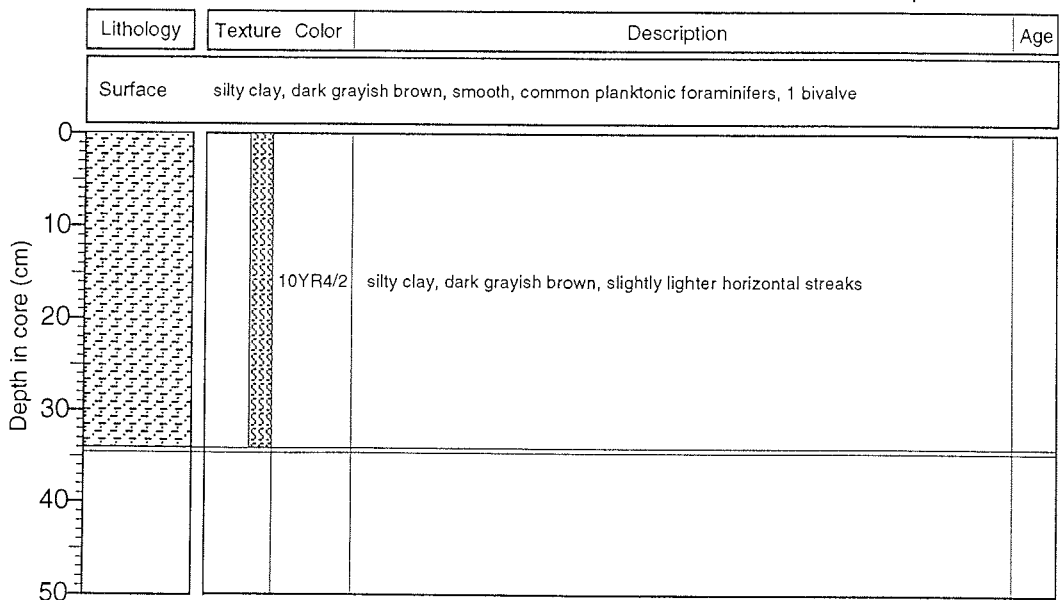 Lithology Texture Color Description Age
Surface silty clay, dark grayish brown, smooth, common planktonic foraminifers, 1 bivalve
0
10
10YR4/2 silty clay, dark grayish brown, slightly lighter horizontal streaks
20
30
40
50
Depth in core (cm)